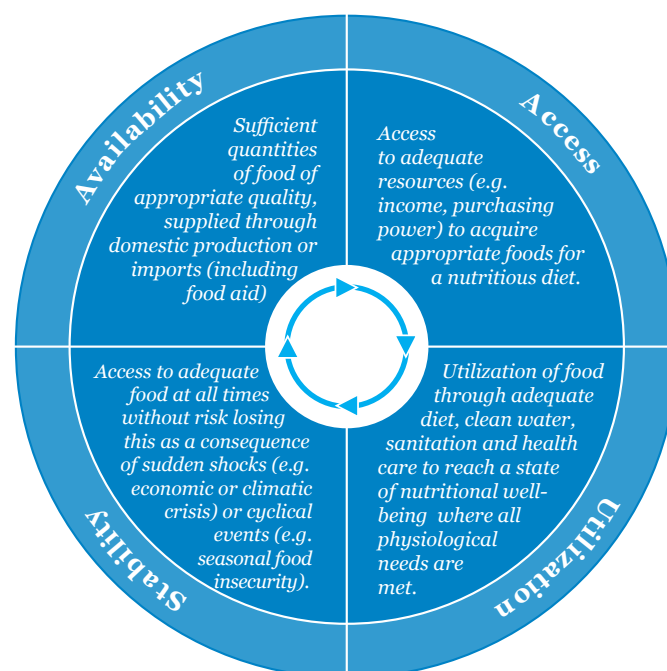 Availability
Sufficient
quantities
of food of
appropriate quality,
supplied through
domestic production or
imports (including
food aid)
Access
Access
to adequate
resources (e.g.
income, purchasing
power) to acquire
appropriate foods for
a nutritious diet.
Utilization of food
through adequate
diet, clean water,
sanitation and health
care to reach a state
of nutritional well-
being where all
physiological
needs are
met.
Utilization
Access to adequate
food at all times
without risk losing
this as a consequence
of sudden shocks (e.g.
economic or climatic
crisis) or cyclical
events (e.g.
seasonal food
insecurity).
Stability